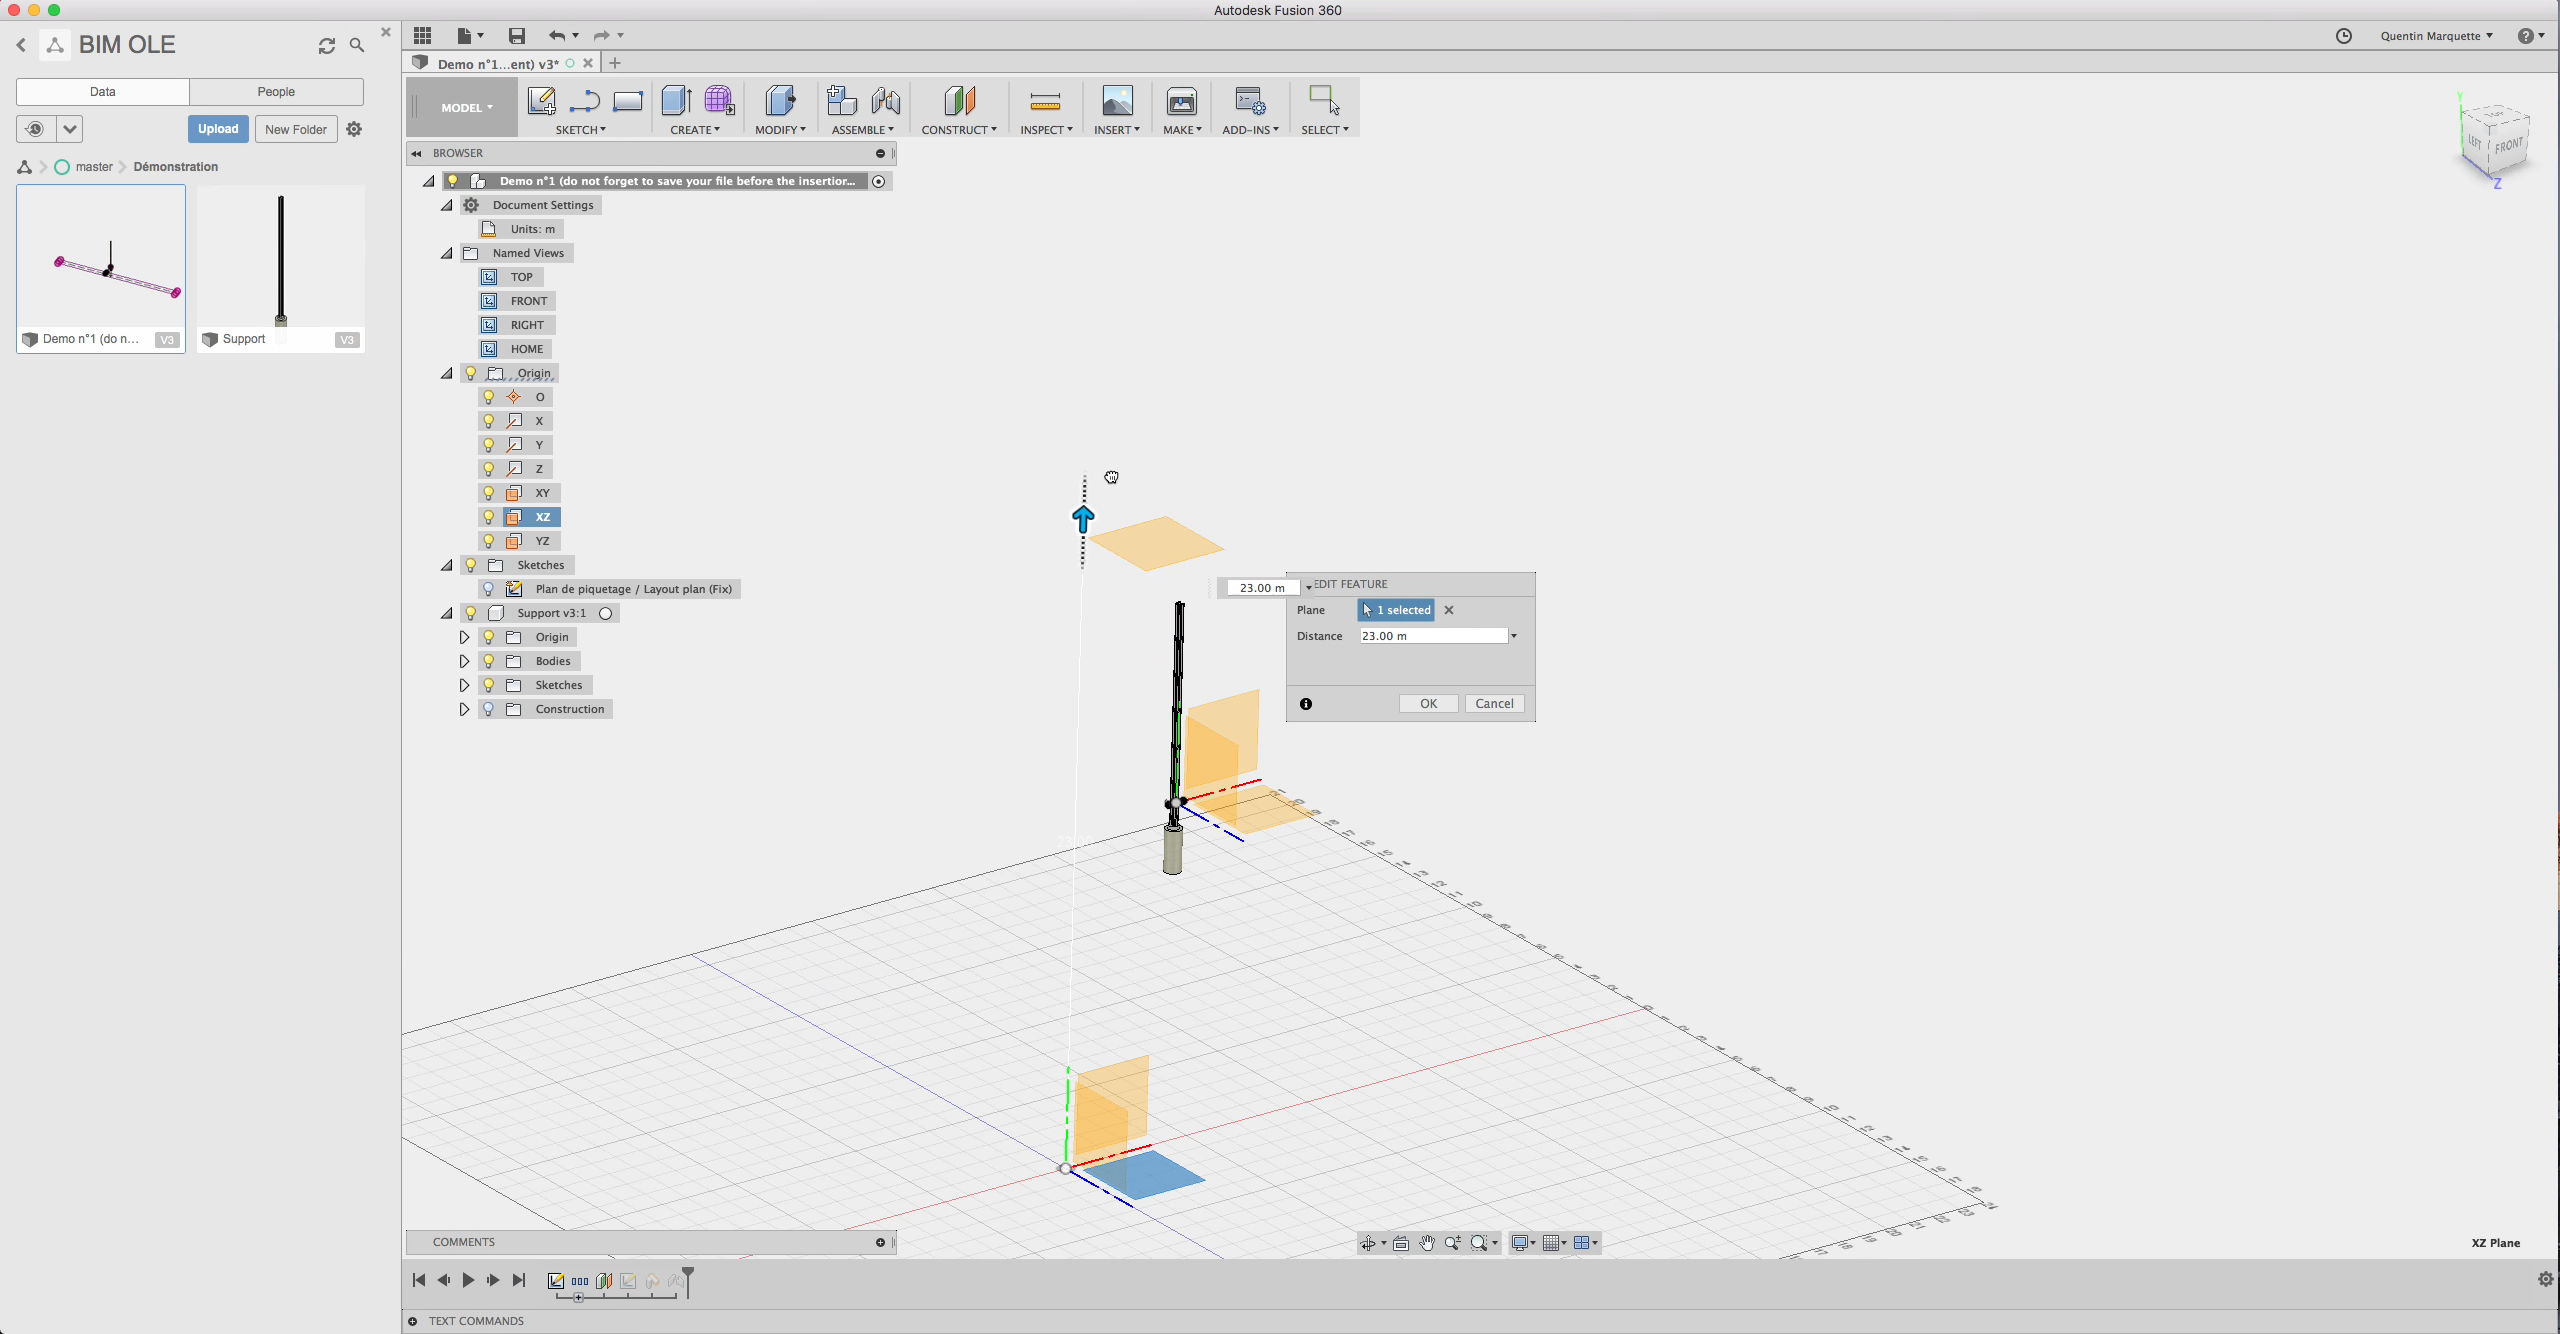 Autodesk Fusion 360
BIM OLE
Data
People
Upload
New Folder
master
Démonstration
Demo n°1 (do n...
V3
Support
V3
Quentin Marquette
Demo n°1...ent) v3*
MODEL
SKETCH
CREATE
MODIFY
ASSEMBLE
CONSTRUCT
INSPECT
INSERT
MAKE
ADD-INS
SELECT
BROWSER
Demo n°1 (do not forget to save your file before the insertior...
Document Settings
Units: m
Named Views
TOP
FRONT
RIGHT
HOME
Origin
O
X
Y
Z
XY
XZ
YZ
Sketches
Plan de piquetage / Layout plan (Fix)
Support v3:1
Origin
Bodies
Sketches
Construction
Y
TOP
LEFT
FRONT
Z
23.00 m
EDIT FEATURE
Plane
1 selected
Distance
23.00 m
OK
Cancel
COMMENTS
XZ Plane
TEXT COMMANDS